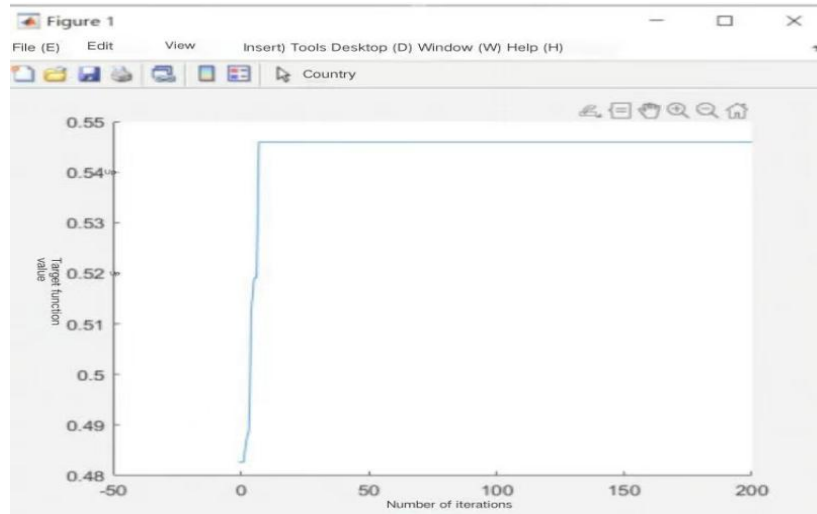 Figure 1
File (E) Edit View Insert) Tools Desktop (D) Window (W) Help (H)
Country
0.55
0.54
0.53
0.52
0.51
0.5
0.49
0.48
Target function
value
-50 0 50 100 150 200
Number of iterations